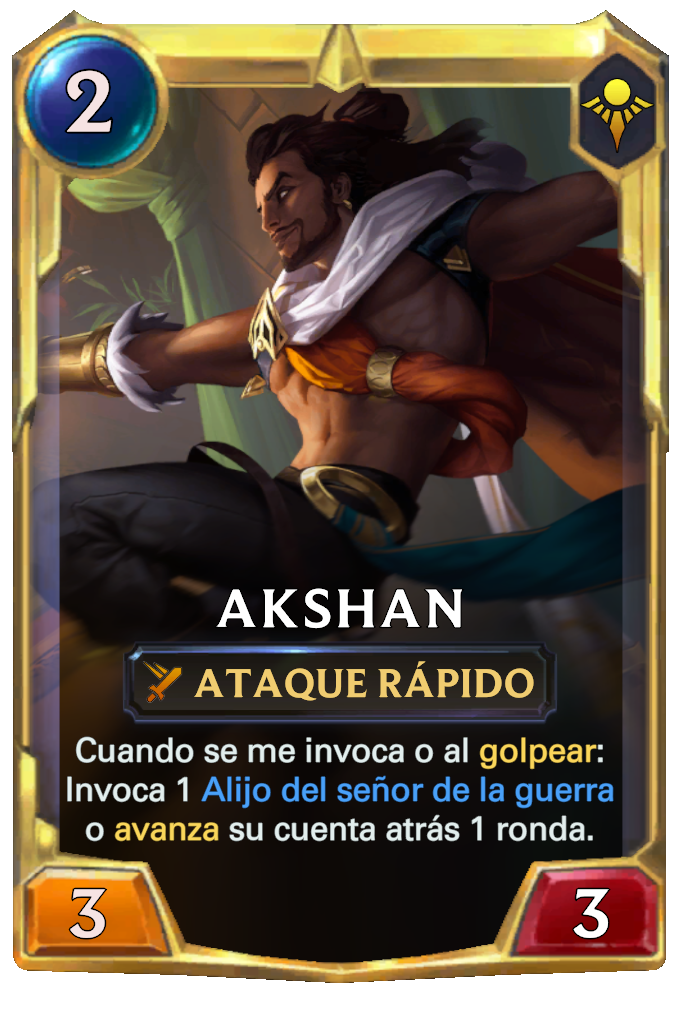 2
AKSHAN
ATAQUE RÁPIDO
Cuando se me invoca o al golpear:
Invoca 1 Alijo del señor de la guerra
o avanza su cuenta atrás 1 ronda.
3
3